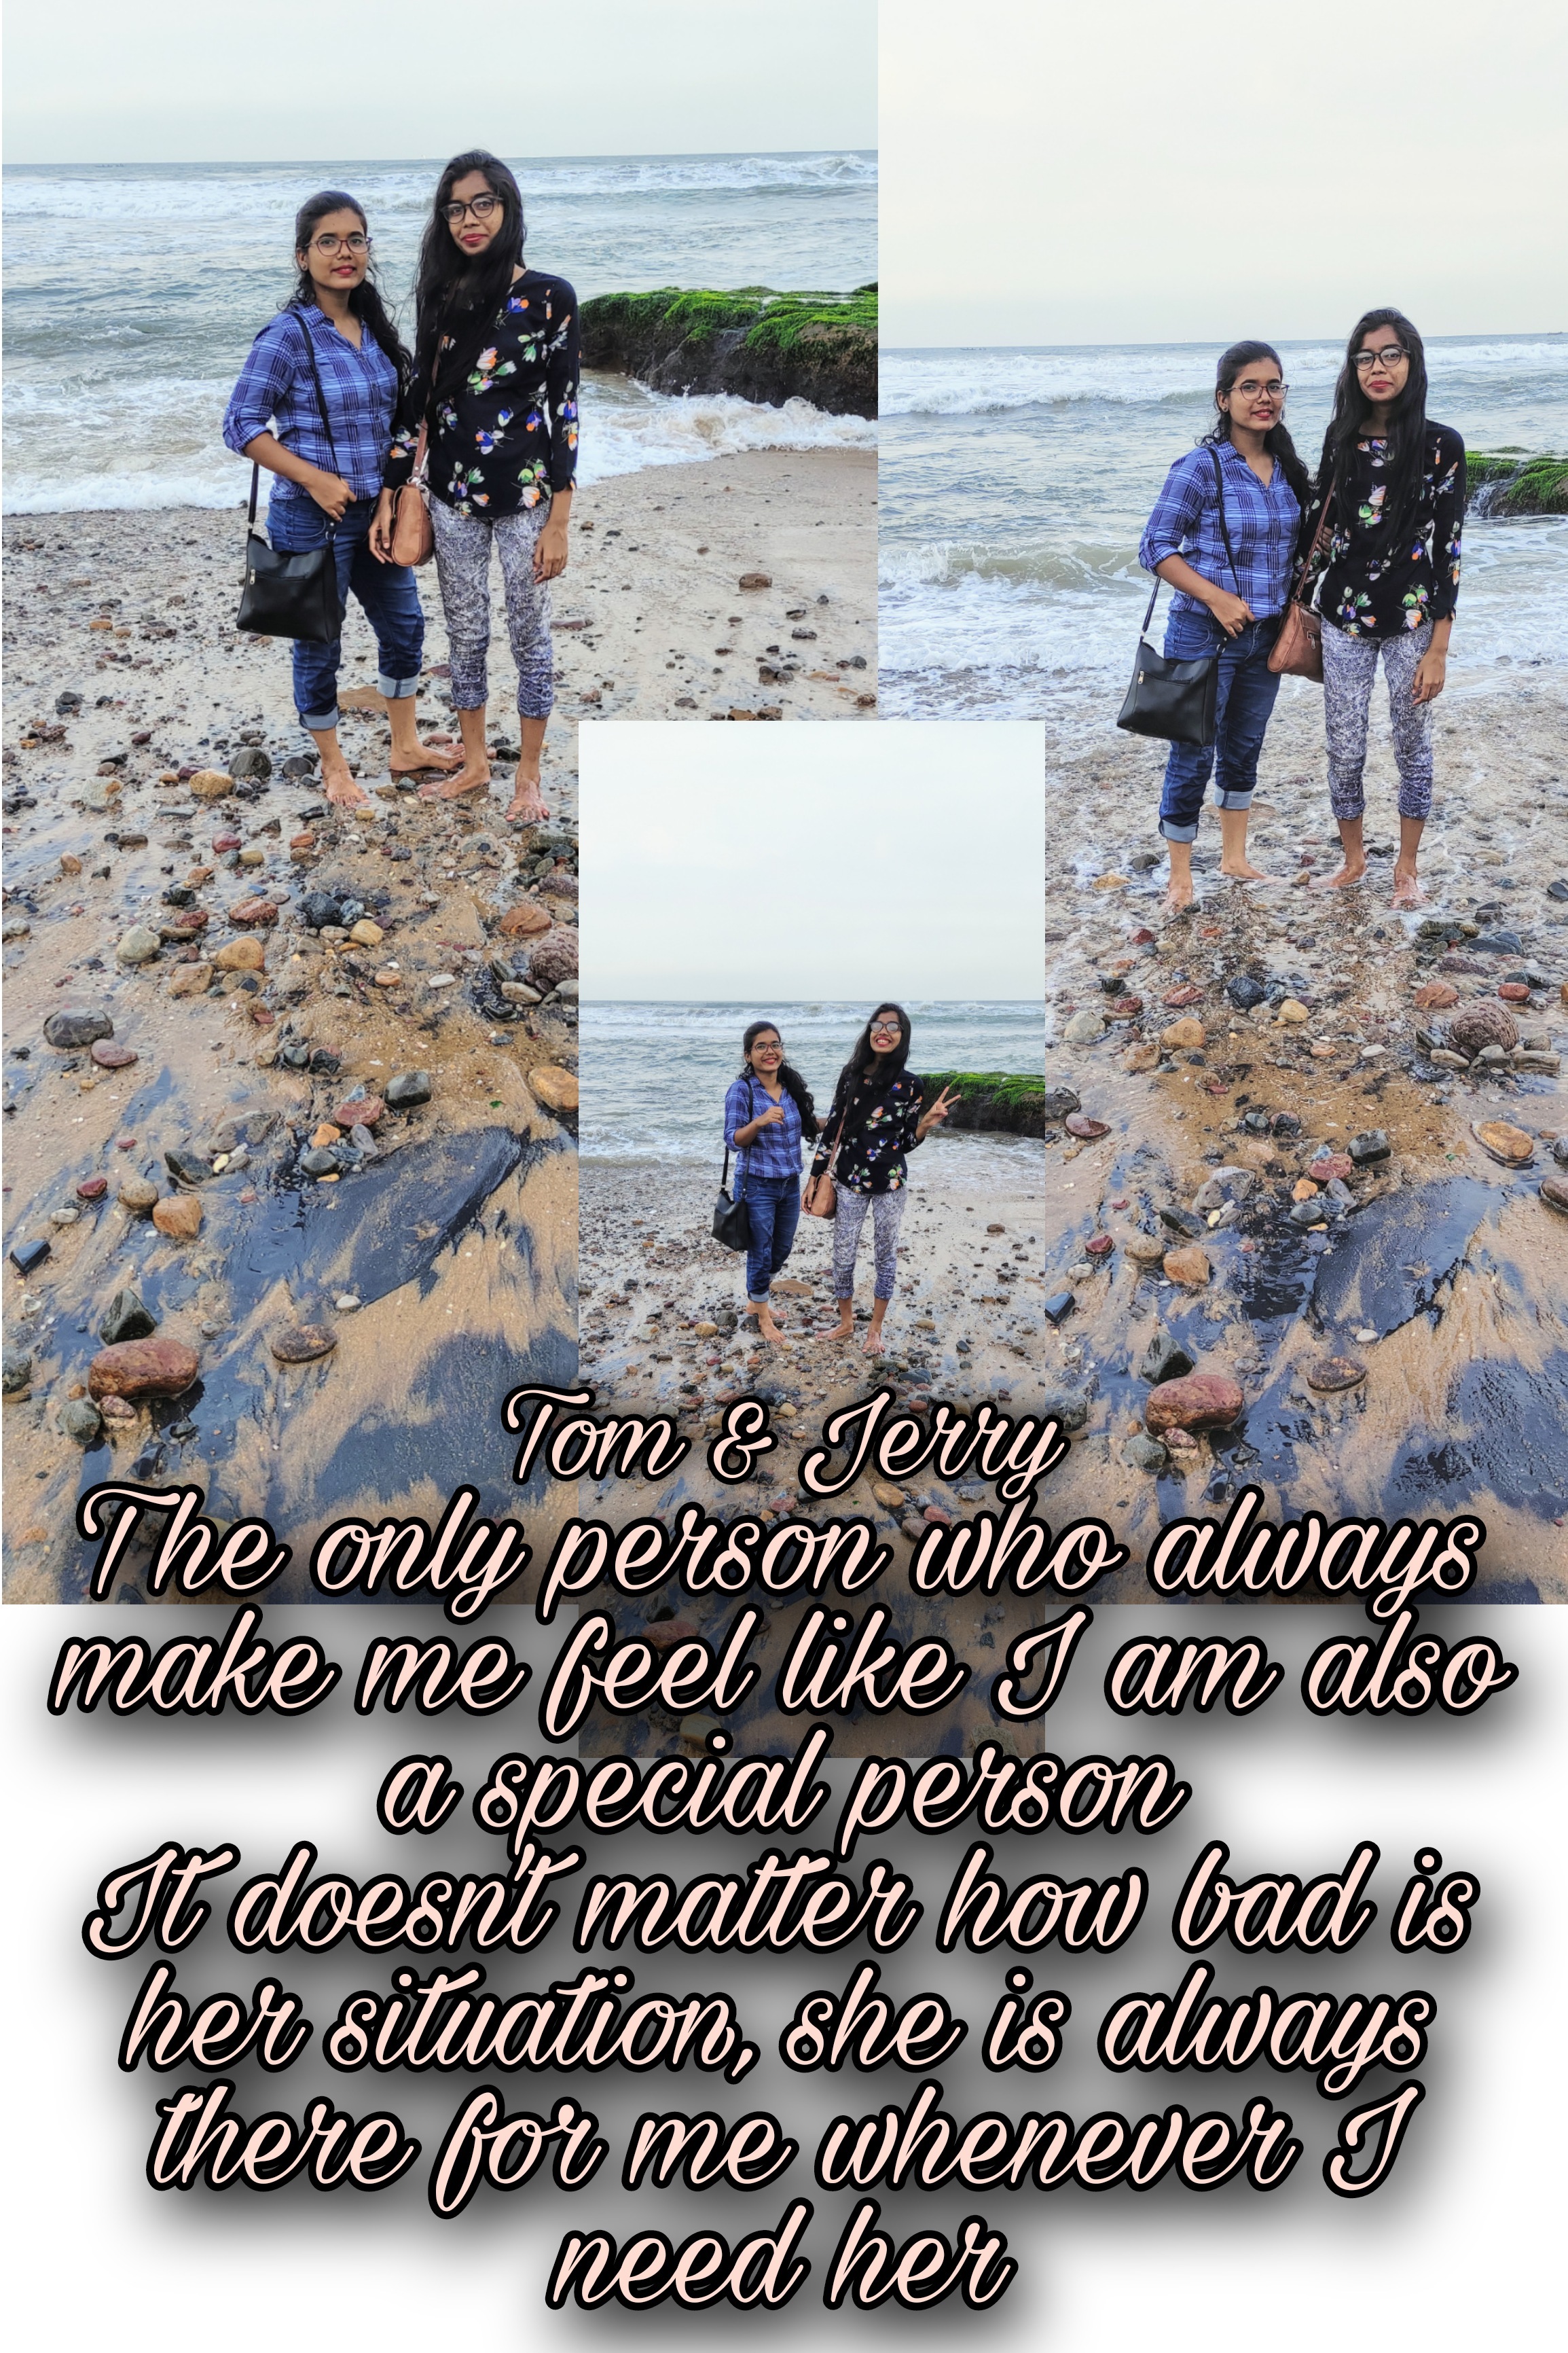 Tom & Jerry
The only person who always
make me feel like I am also
a special person
It doesn't matter how bad is
her situation, she is always
there for me whenever I
need her